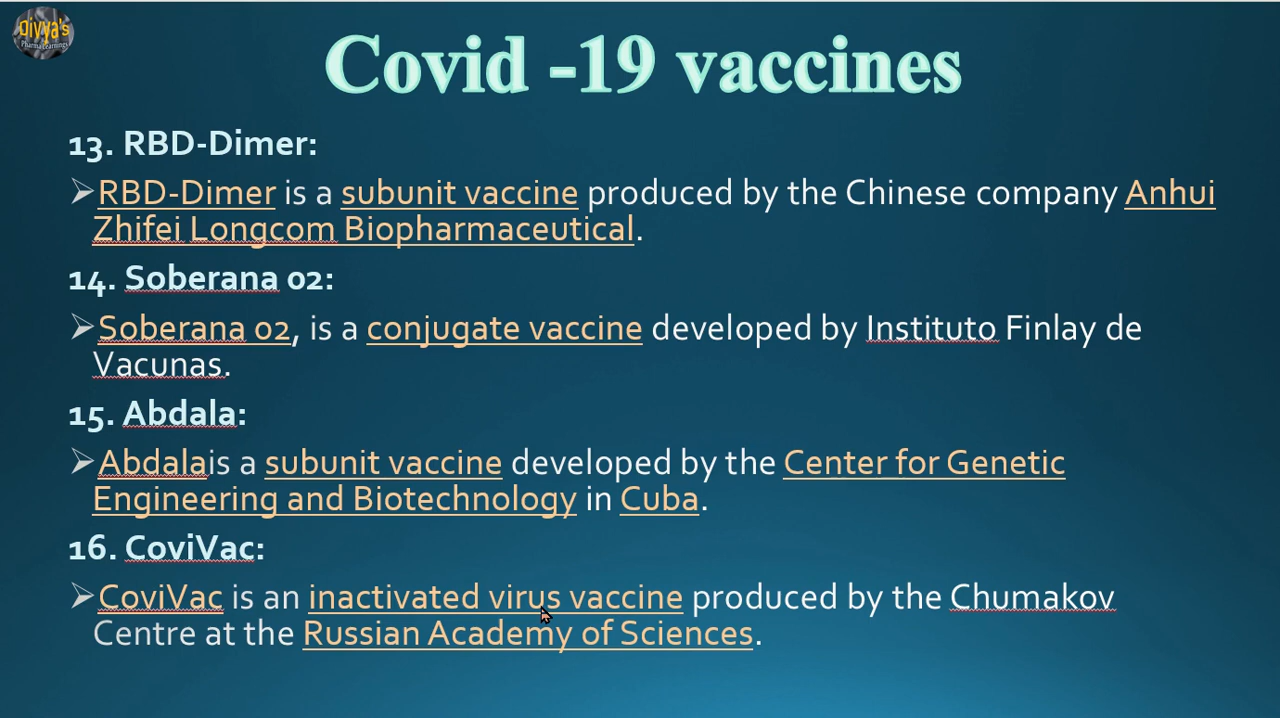 Divya's
Pharma Learnings
Covid -19 vaccines
13. RBD-Dimer:
➢RBD-Dimer is a subunit vaccine produced by the Chinese company Anhui
Zhifei Longcom Biopharmaceutical.
14. Soberana 02:
➢Soberana 02, is a conjugate vaccine developed by Instituto Finlay de
Vacunas.
15. Abdala:
➢Abdalais a subunit vaccine developed by the Center for Genetic
Engineering and Biotechnology in Cuba.
16. CoviVac:
➢CoviVac is an inactivated virus vaccine produced by the Chumakov
Centre at the Russian Academy of Sciences.